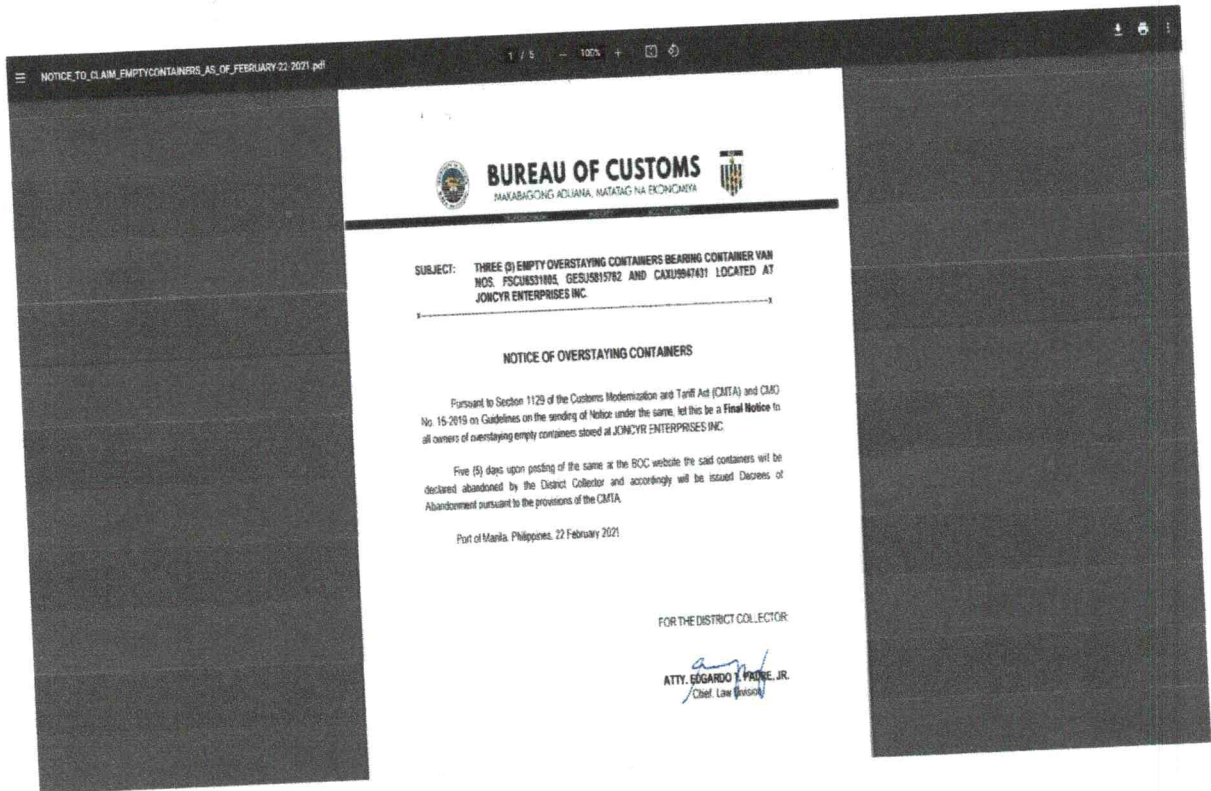 NOTICE_TO_CLAIM_EMPTYCONTAINERS_AS_OF_FEBRUARY-22-2021.pdf
1 / 5 — 100% +
BUREAU OF CUSTOMS
MAKABAGONG ADUANA, MATATAG NA EKONOMIYA
PROFESSIONALISM INTEGRITY ACCOUNTABILITY
SUBJECT: THREE (3) EMPTY OVERSTAYING CONTAINERS BEARING CONTAINER VAN
NOS. FSCU8531805, GESU5815762 AND CAXU9947431 LOCATED AT
JONCYR ENTERPRISES INC.
x---x
NOTICE OF OVERSTAYING CONTAINERS
Pursuant to Section 1129 of the Customs Modernization and Tariff Act (CMTA) and CMO
No. 15-2019 on Guidelines on the sending of Notice under the same, let this be a Final Notice to
all owners of overstaying empty containers stored at JONCYR ENTERPRISES INC.
Five (5) days upon posting of the same at the BOC website the said containers will be
declared abandoned by the District Collector and accordingly will be issued Decrees of
Abandonment pursuant to the provisions of the CMTA.
Port of Manila, Philippines, 22 February 2021
FOR THE DISTRICT COLLECTOR:
ATTY. EDGARDO T. PADRE, JR.
Chief, Law Division